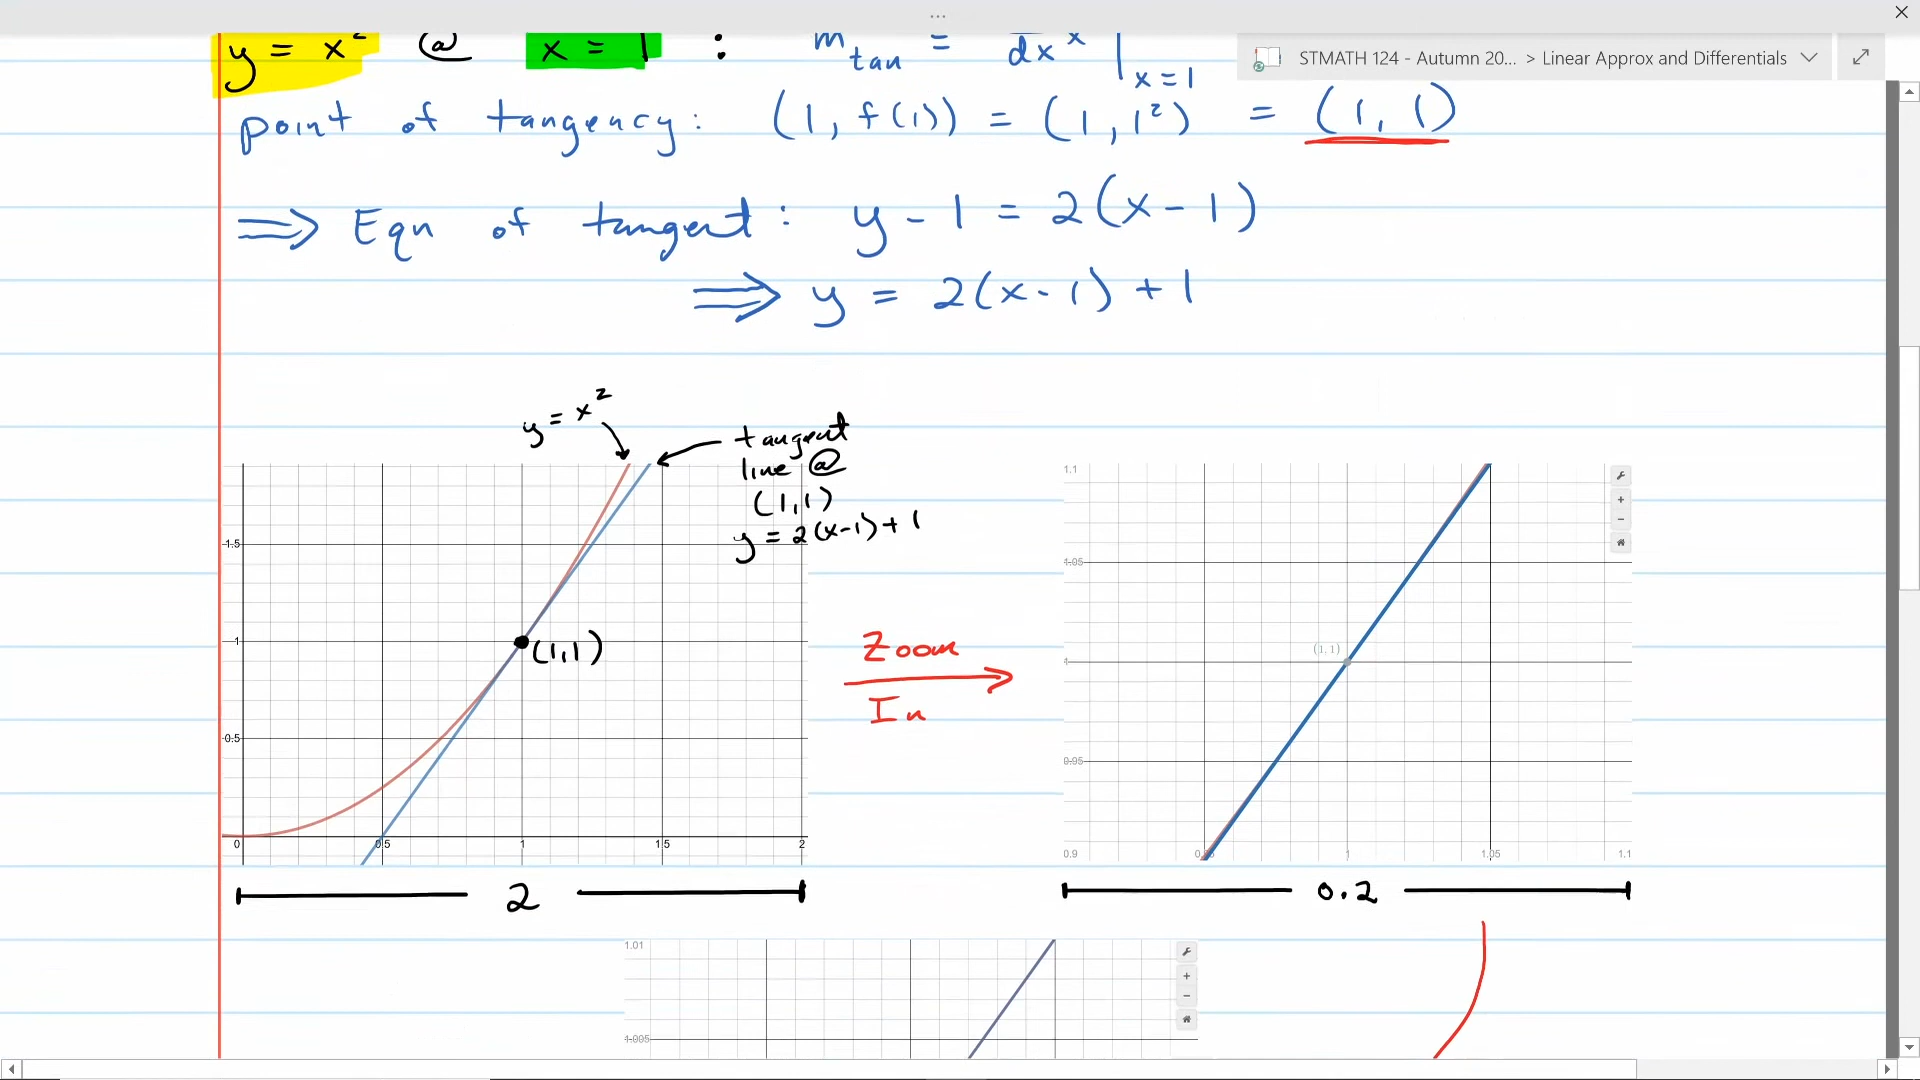 ...
STMATH 124 - Autumn 20... > Linear Approx and Differentials
y = x² @ x = 1 : m_tan = d/dx x² |_{x=1}
point of tangency: (1, f(1)) = (1, 1²) = (1, 1)
⟹ Eqn of tangent: y - 1 = 2(x - 1)
⟹ y = 2(x - 1) + 1
y = x²
tangent
line @
(1,1)
y = 2(x-1) + 1
1.5
1
0.5
(1,1)
0 0.5 1 1.5 2
2
Zoom
In
1.1
1.05
1
0.95
(1,1)
0.9 0.95 1 1.05 1.1
0.2
1.01
1.005